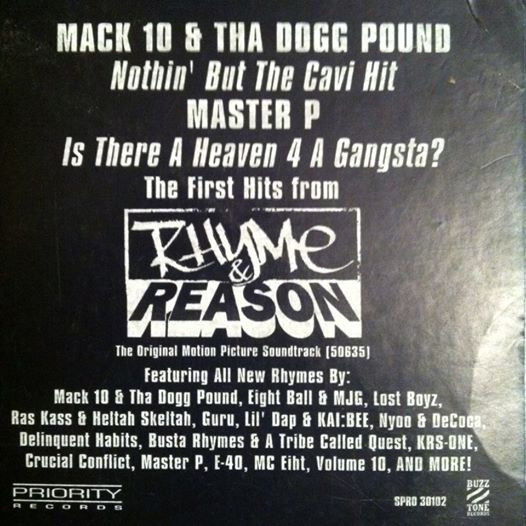 MACK 10 & THA DOGG POUND
Nothin' But The Cavi Hit
MASTER P
Is There A Heaven 4 A Gangsta?
The First Hits from
RHYME
&
REASON
The Original Motion Picture Soundtrack (50635)
Featuring All New Rhymes By:
Mack 10 & Tha Dogg Pound, Eight Ball & MJG, Lost Boyz,
Ras Kass & Heltah Skeltah, Guru, Lil' Dap & KAI:BEE, Nyoo & DeCoca,
Delinquent Habits, Busta Rhymes & A Tribe Called Quest, KRS-ONE,
Crucial Conflict, Master P, E-40, MC Eiht, Volume 10, AND MORE!
PRIORITY
RECORDS
SPRO 30102
BUZZ
TONE
RECORDS